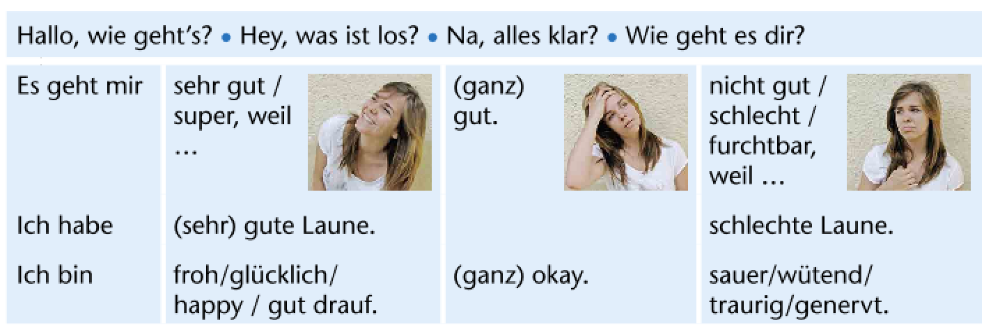 Hallo, wie geht's? • Hey, was ist los? • Na, alles klar? • Wie geht es dir?
Es geht mir
sehr gut /
super, weil
...
(ganz)
gut.
nicht gut /
schlecht /
furchtbar,
weil ...
Ich habe
(sehr) gute Laune.
schlechte Laune.
Ich bin
froh/glücklich/
happy / gut drauf.
(ganz) okay.
sauer/wütend/
traurig/genervt.